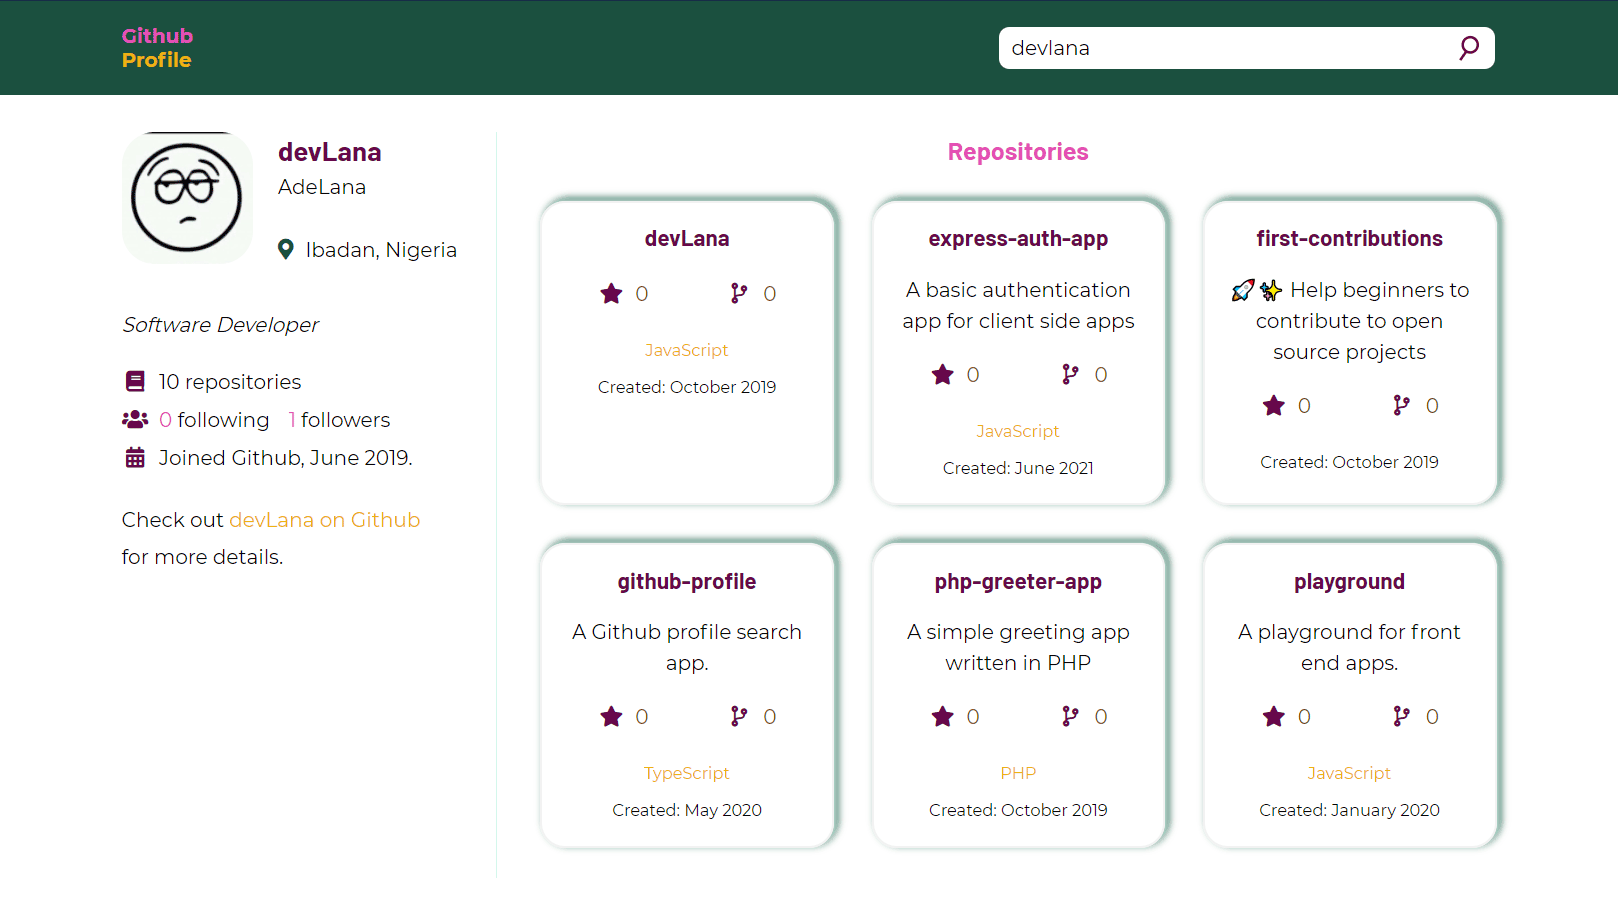 Github
Profile
devlana
devLana
AdeLana
Ibadan, Nigeria
Software Developer
10 repositories
0 following 1 followers
Joined Github, June 2019.
Check out devLana on Github
for more details.
Repositories
devLana
0 0
JavaScript
Created: October 2019
express-auth-app
A basic authentication
app for client side apps
0 0
JavaScript
Created: June 2021
first-contributions
🚀✨ Help beginners to
contribute to open
source projects
0 0
Created: October 2019
github-profile
A Github profile search
app.
0 0
TypeScript
Created: May 2020
php-greeter-app
A simple greeting app
written in PHP
0 0
PHP
Created: October 2019
playground
A playground for front
end apps.
0 0
JavaScript
Created: January 2020